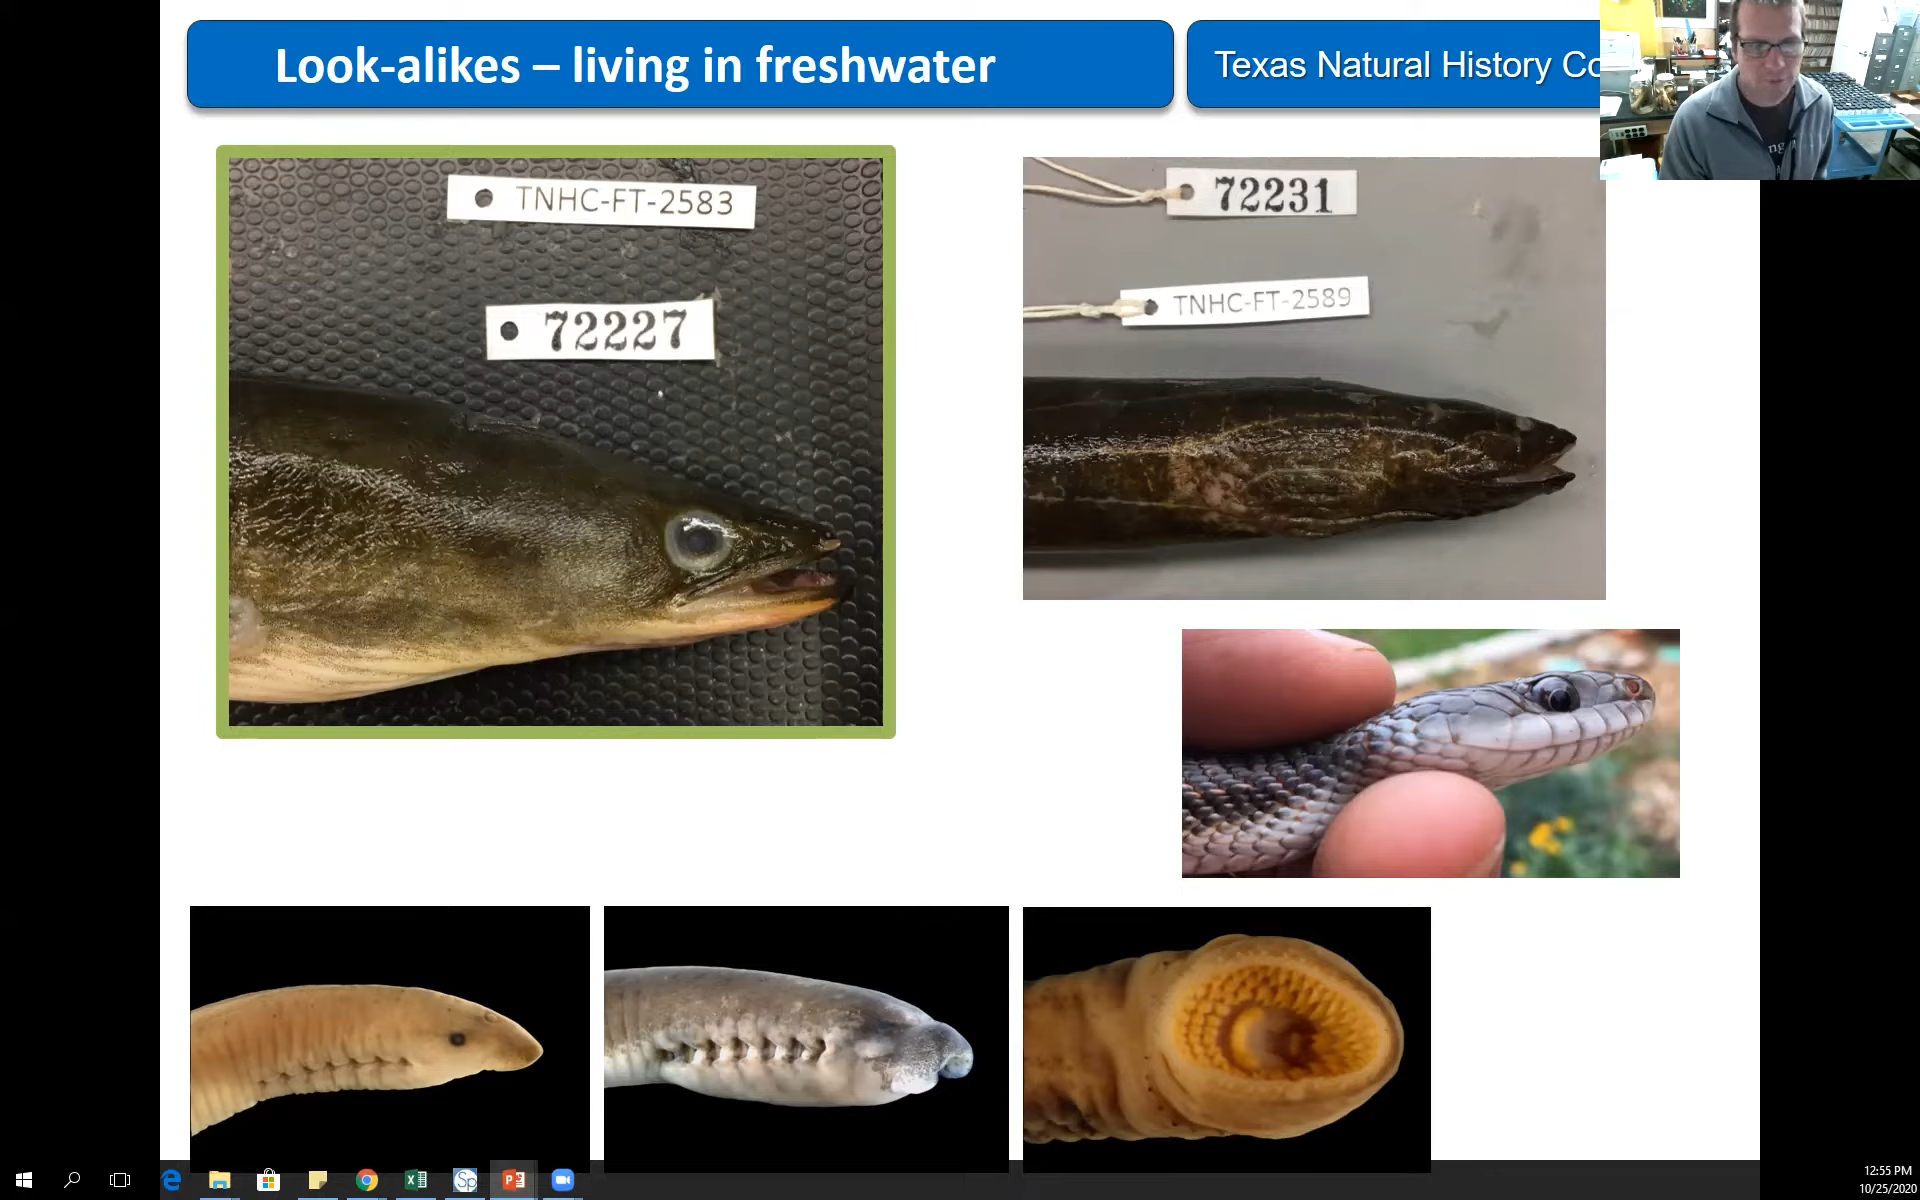 Look-alikes – living in freshwater
Texas Natural History Co
TNHC-FT-2583
72227
72231
TNHC-FT-2589
12:55 PM
10/25/2020